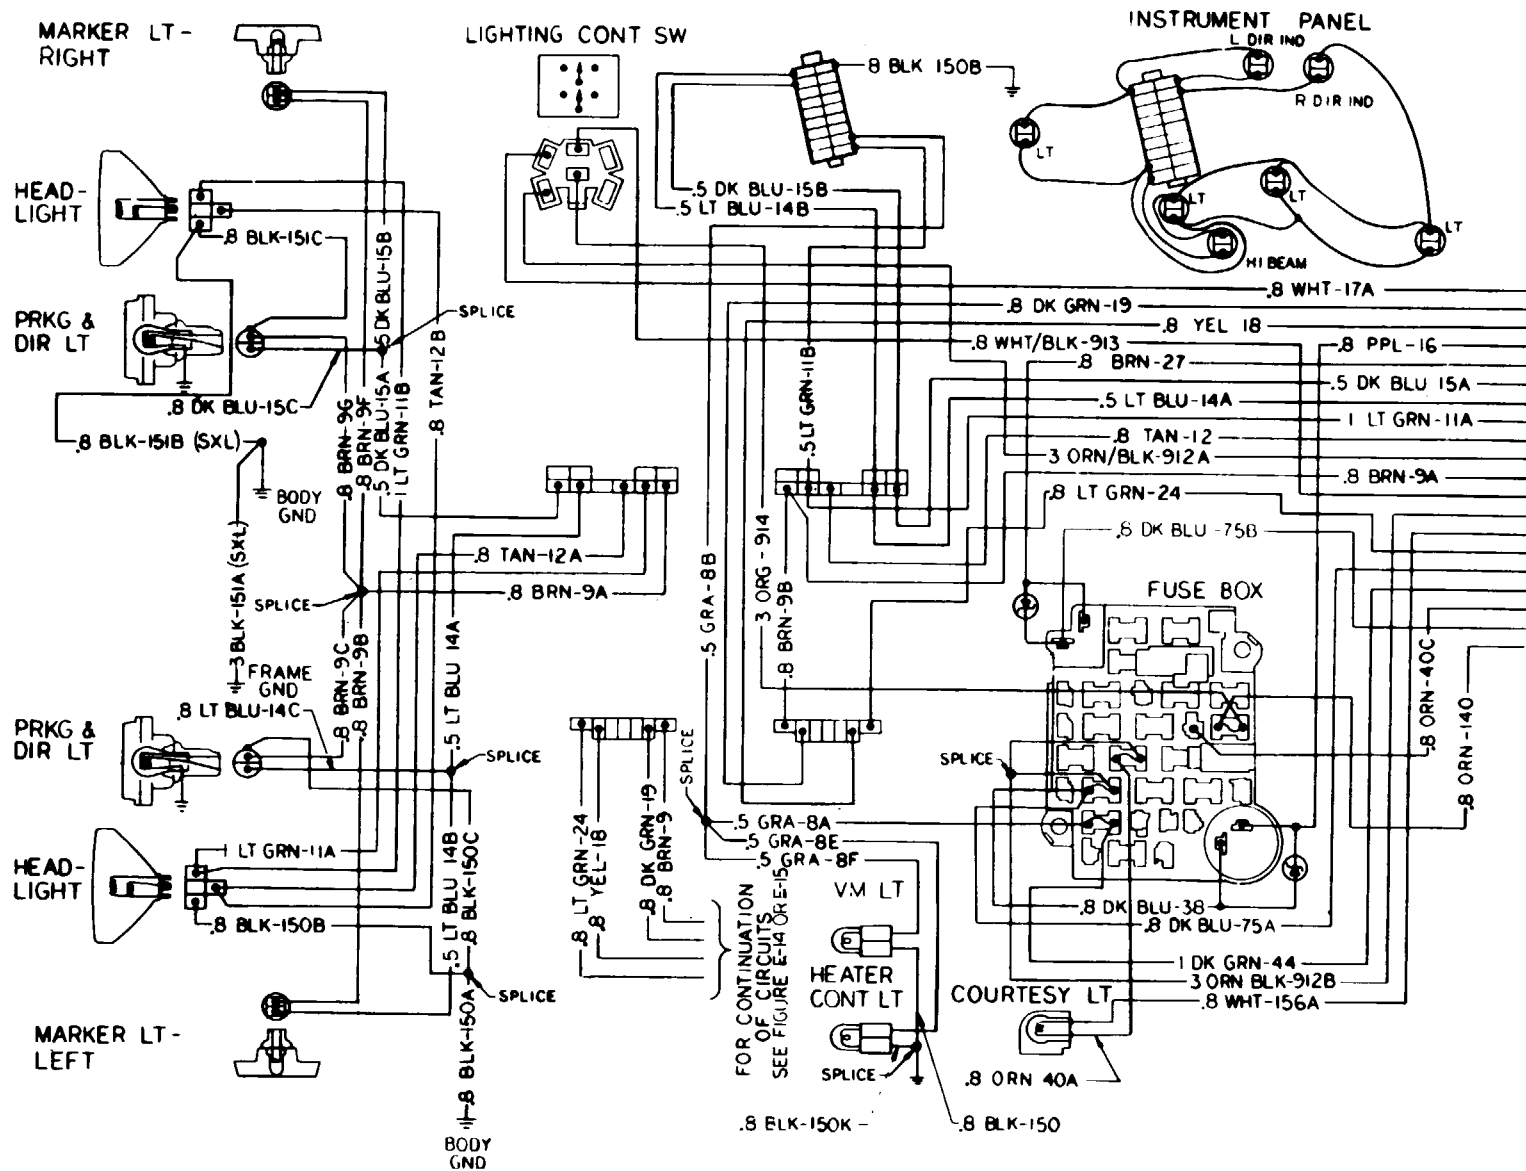 MARKER LT-
RIGHT
LIGHTING CONT SW
INSTRUMENT PANEL
L DIR IND
R DIR IND
.8 BLK 150B
LT
LT
LT
LT
HI BEAM
HEAD-
LIGHT
.8 BLK-151C
.5 DK BLU-15B
.5 DK BLU-15B
.5 LT BLU-14B
.8 WHT-17A
.8 DK GRN-19
.8 YEL 18
.8 WHT/BLK-913
.8 PPL-16
.8 BRN-27
.5 DK BLU 15A
.5 LT BLU-14A
1 LT GRN-11A
.8 TAN-12
3 ORN/BLK-912A
.8 BRN-9A
.8 LT GRN-24
.8 DK BLU-75B
PRKG &
DIR LT
SPLICE
.8 DK BLU-15C
.8 BLK-151B (SXL)
BODY
GND
.8 BRN-9G
.8 BRN-9F
.5 DK BLU-15A
1 LT GRN-11B
.8 TAN-12B
.5 LT GRN-11B
.8 TAN-12A
.8 BRN-9A
SPLICE
3 BLK-151A (SXL)
FRAME
GND
.8 LT BLU-14C
.8 BRN-9C
.8 BRN-9B
.5 LT BLU 14A
.5 GRA-8B
3 ORG-914
.8 BRN-9B
FUSE BOX
.8 ORN-40C
.8 ORN-140
PRKG &
DIR LT
SPLICE
SPLICE
SPLICE
HEAD-
LIGHT
1 LT GRN-11A
.8 BLK-150B
.5 LT BLU 14B
.8 BLK-150C
.8 LT GRN-24
.8 YEL-18
.8 DK GRN-19
.8 BRN-9
.5 GRA-8A
.5 GRA-8E
.5 GRA-8F
V.M LT
FOR CONTINUATION
OF CIRCUITS
SEE FIGURE E-14 OR E-15
HEATER
CONT LT
COURTESY LT
.8 DK BLU-38
.8 DK BLU-75A
1 DK GRN-44
3 ORN BLK-912B
.8 WHT-156A
SPLICE
MARKER LT-
LEFT
.8 BLK-150A
SPLICE
.8 ORN 40A
.8 BLK-150K
.8 BLK-150
BODY
GND